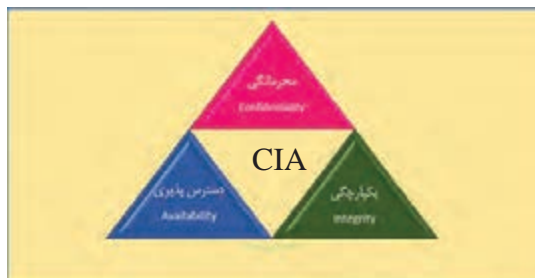 محرمانگی
Confidentiality
CIA
دسترس پذیری
Availability
یکپارچگی
Integrity